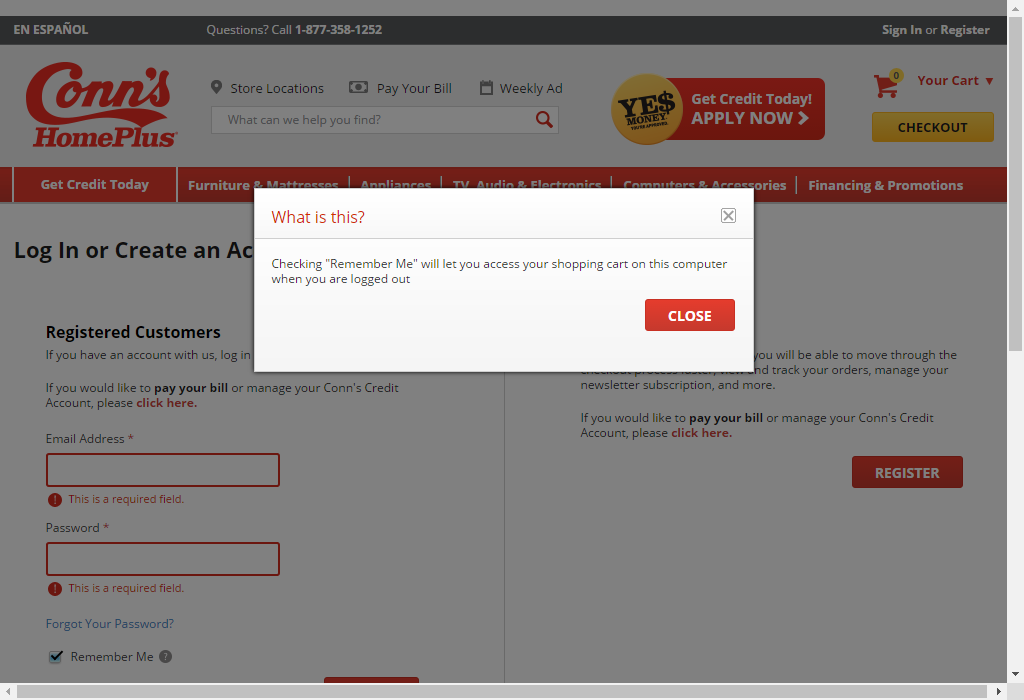 EN ESPAÑOL
Questions? Call 1-877-358-1252
Sign In or Register
Conn's
HomePlus
Store Locations
Pay Your Bill
Weekly Ad
What can we help you find?
YE$
MONEY
YOU'RE APPROVED
Get Credit Today!
APPLY NOW
0
Your Cart
CHECKOUT
Get Credit Today
Furniture & Mattresses
Appliances
TV, Audio & Electronics
Computers & Accessories
Financing & Promotions
Log In or Create an Ac
What is this?
Checking "Remember Me" will let you access your shopping cart on this computer
when you are logged out
CLOSE
Registered Customers
If you have an account with us, log in
If you would like to pay your bill or manage your Conn's Credit
Account, please click here.
Email Address *
This is a required field.
Password *
This is a required field.
Forgot Your Password?
Remember Me ?
you will be able to move through the
checkout process faster, view and track your orders, manage your
newsletter subscription, and more.
If you would like to pay your bill or manage your Conn's Credit
Account, please click here.
REGISTER